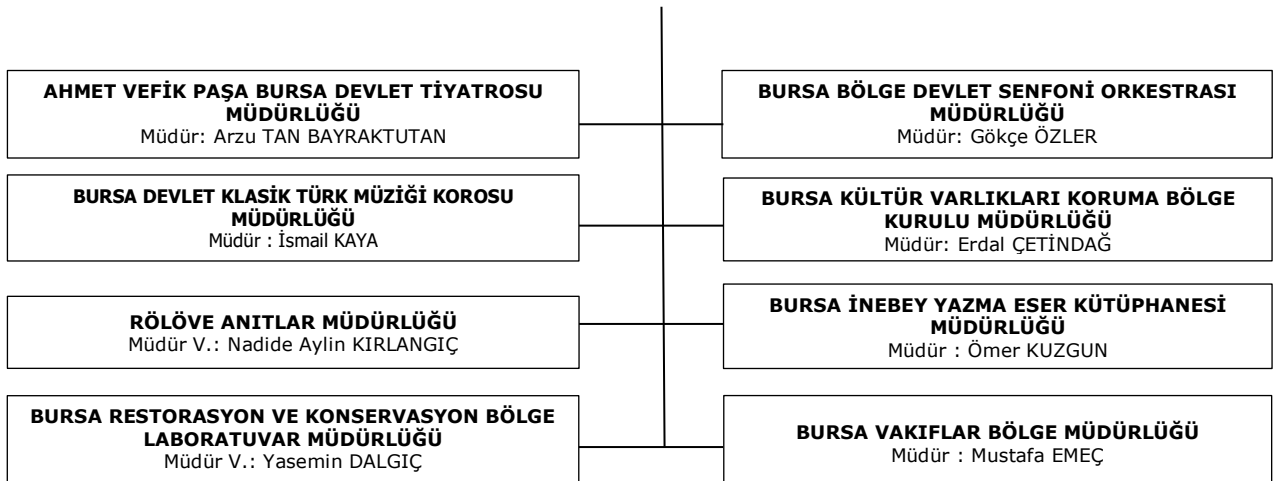 AHMET VEFİK PAŞA BURSA DEVLET TİYATROSU
MÜDÜRLÜĞÜ
Müdür: Arzu TAN BAYRAKTUTAN
BURSA BÖLGE DEVLET SENFONİ ORKESTRASI
MÜDÜRLÜĞÜ
Müdür: Gökçe ÖZLER
BURSA DEVLET KLASİK TÜRK MÜZİĞİ KOROSU
MÜDÜRLÜĞÜ
Müdür : İsmail KAYA
BURSA KÜLTÜR VARLIKLARI KORUMA BÖLGE
KURULU MÜDÜRLÜĞÜ
Müdür: Erdal ÇETİNDAĞ
RÖLÖVE ANITLAR MÜDÜRLÜĞÜ
Müdür V.: Nadide Aylin KIRLANGIÇ
BURSA İNEBEY YAZMA ESER KÜTÜPHANESİ
MÜDÜRLÜĞÜ
Müdür : Ömer KUZGUN
BURSA RESTORASYON VE KONSERVASYON BÖLGE
LABORATUVAR MÜDÜRLÜĞÜ
Müdür V.: Yasemin DALGIÇ
BURSA VAKIFLAR BÖLGE MÜDÜRLÜĞÜ
Müdür : Mustafa EMEÇ